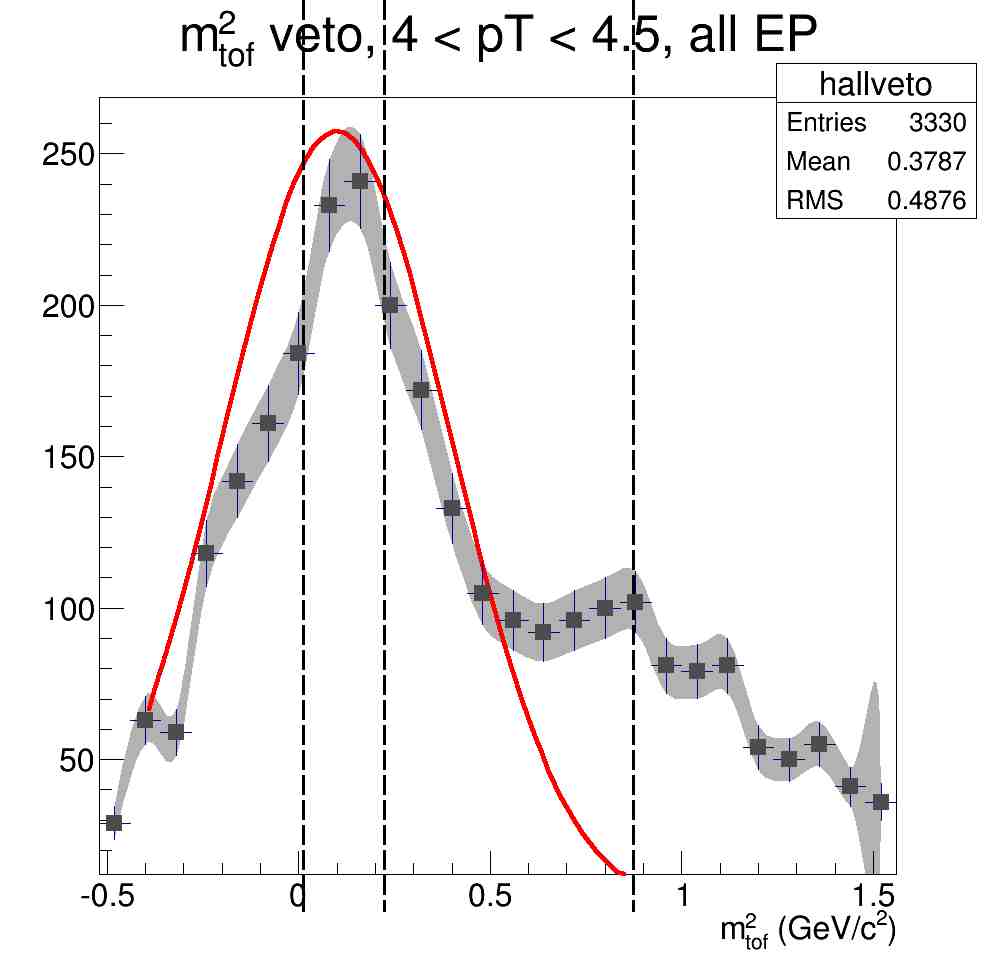 m²tof veto, 4 < pT < 4.5, all EP
hallveto
Entries 3330
Mean 0.3787
RMS 0.4876
250
200
150
100
50
-0.5 0 0.5 1 1.5
m²tof (GeV/c²)